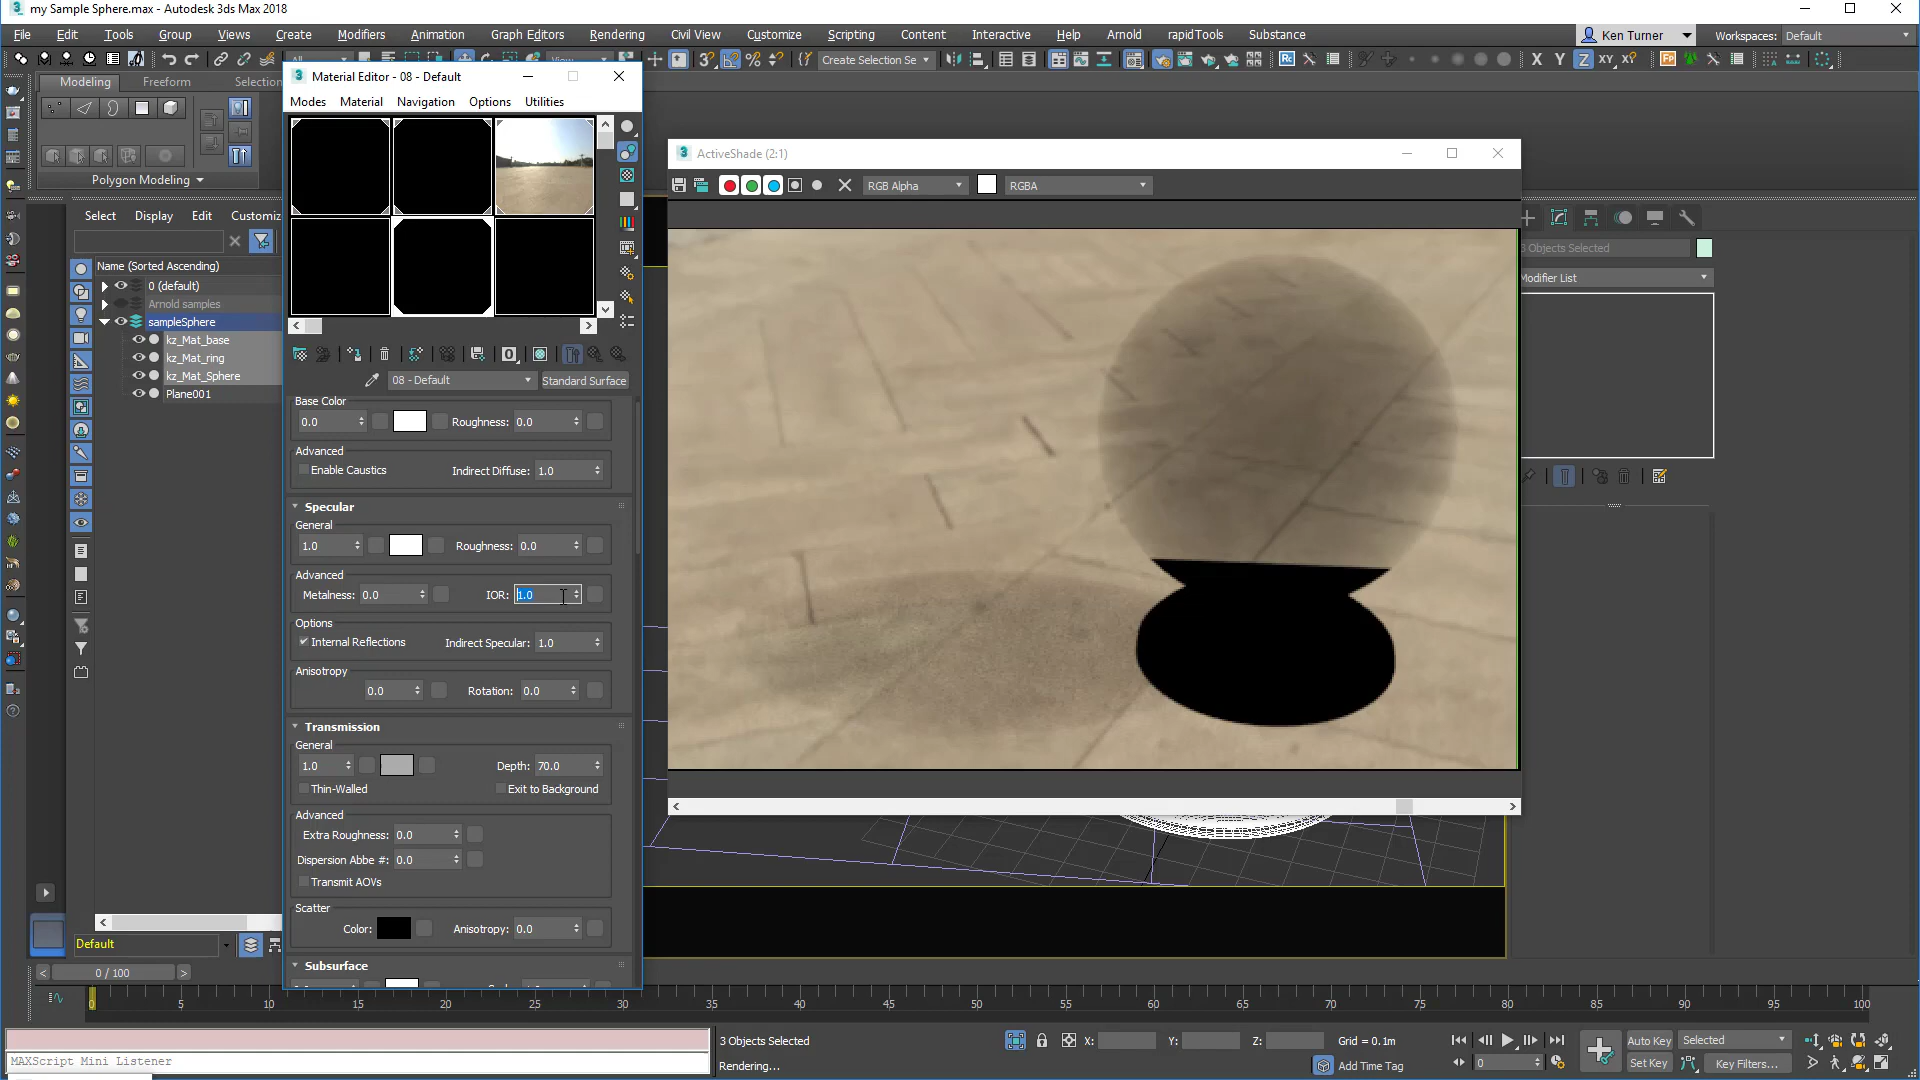 my Sample Sphere.max - Autodesk 3ds Max 2018
File Edit Tools Group Views Create Modifiers Animation Graph Editors Rendering Civil View Customize Scripting Content Interactive Help Arnold rapidTools Substance Ken Turner Workspaces: Default
Create Selection Se X Y Z XY
Modeling Freeform Selection
Polygon Modeling
Select Display Edit Customiz
Name (Sorted Ascending)
0 (default)
Arnold samples
sampleSphere
kz_Mat_base
kz_Mat_ring
kz_Mat_Sphere
Plane001
Default
Material Editor - 08 - Default
Modes Material Navigation Options Utilities
08 - Default Standard Surface
Base Color
0.0 Roughness: 0.0
Advanced
Enable Caustics Indirect Diffuse: 1.0
Specular
General
1.0 Roughness: 0.0
Advanced
Metalness: 0.0 IOR: 1.0
Options
Internal Reflections Indirect Specular: 1.0
Anisotropy
0.0 Rotation: 0.0
Transmission
General
1.0 Depth: 70.0
Thin-Walled Exit to Background
Advanced
Extra Roughness: 0.0
Dispersion Abbe #: 0.0
Transmit AOVs
Scatter
Color: Anisotropy: 0.0
Subsurface
ActiveShade (2:1)
RGB Alpha RGBA
3 Objects Selected
Modifier List
0 / 100
0 5 10 15 20 25 30 35 40 45 50 55 60 65 70 75 80 85 90 95 100
MAXScript Mini Listener
3 Objects Selected
Rendering...
X: Y: Z: Grid = 0.1m
Add Time Tag
0
Auto Key Selected
Set Key Key Filters...